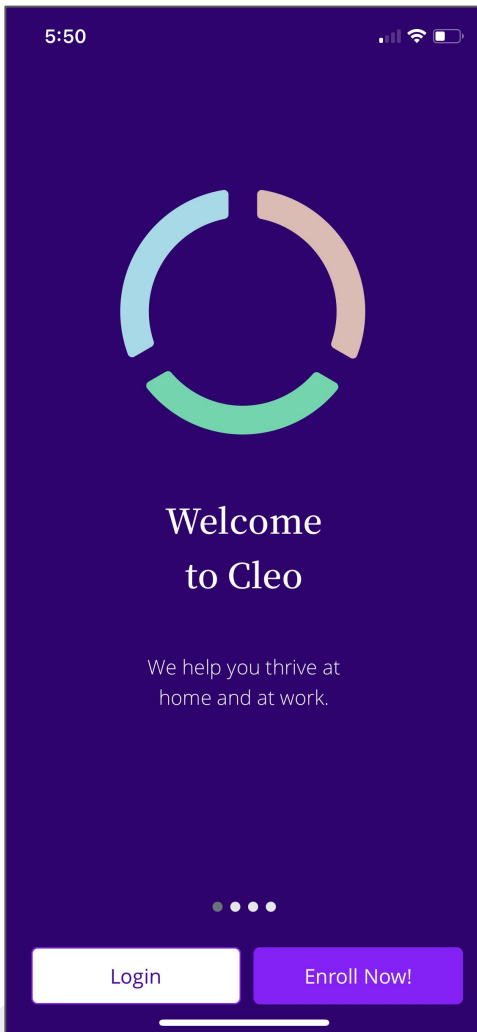 5:50
Welcome
to Cleo
We help you thrive at
home and at work.
Login
Enroll Now!